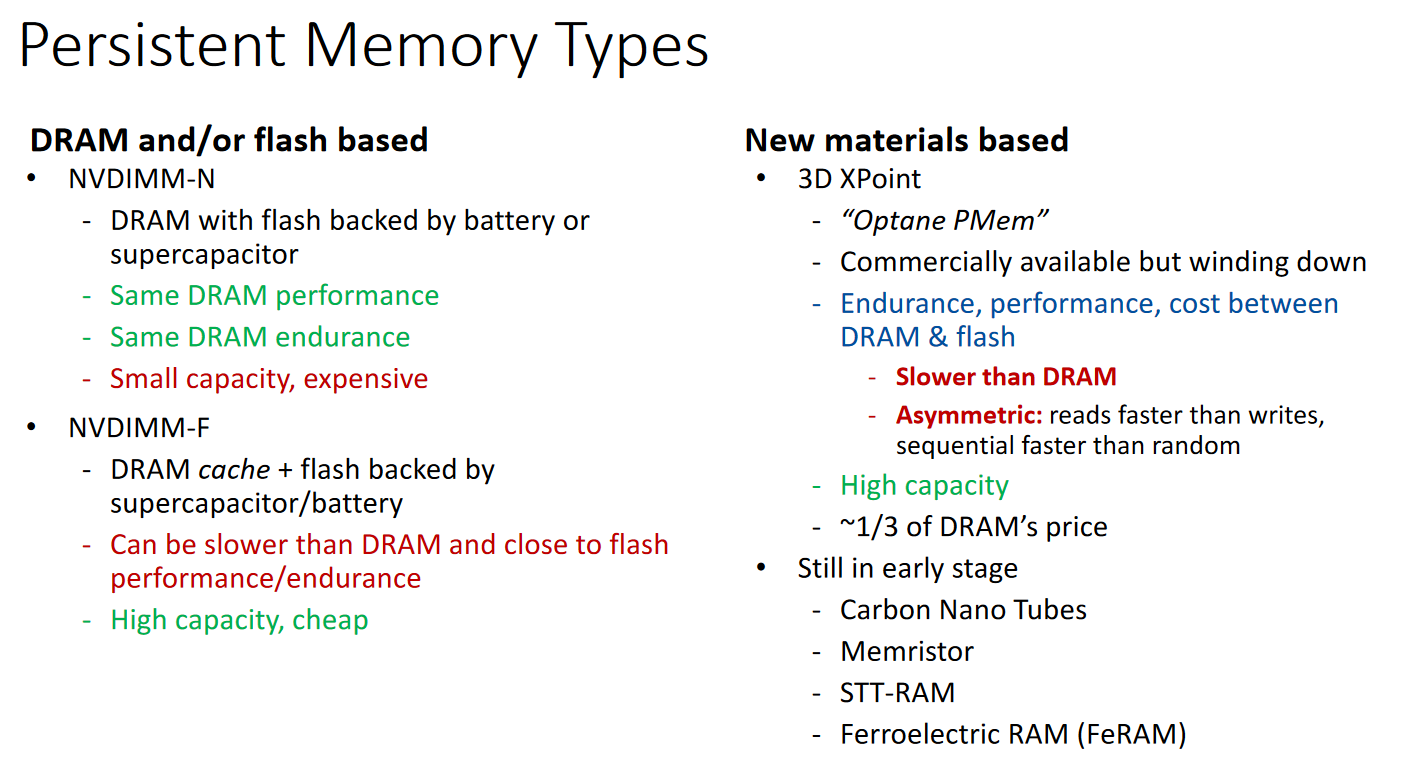 Persistent Memory Types
DRAM and/or flash based
• NVDIMM-N
- DRAM with flash backed by battery or
supercapacitor
- Same DRAM performance
- Same DRAM endurance
- Small capacity, expensive
• NVDIMM-F
- DRAM cache + flash backed by
supercapacitor/battery
- Can be slower than DRAM and close to flash
performance/endurance
- High capacity, cheap
New materials based
• 3D XPoint
- “Optane PMem”
- Commercially available but winding down
- Endurance, performance, cost between
DRAM & flash
- Slower than DRAM
- Asymmetric: reads faster than writes,
sequential faster than random
- High capacity
- ~1/3 of DRAM’s price
• Still in early stage
- Carbon Nano Tubes
- Memristor
- STT-RAM
- Ferroelectric RAM (FeRAM)